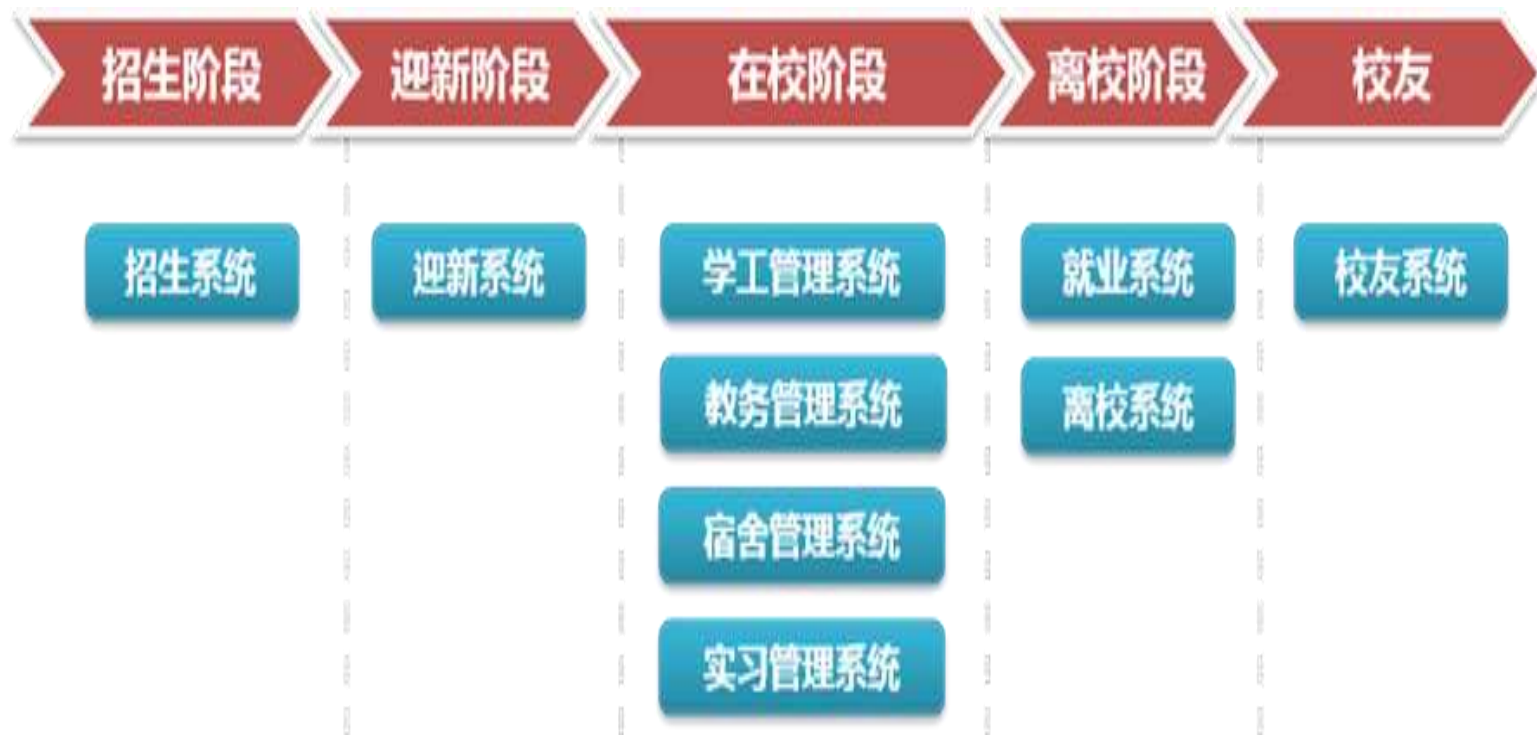 招生阶段
迎新阶段
在校阶段
离校阶段
校友
招生系统
迎新系统
学工管理系统
就业系统
校友系统
教务管理系统
离校系统
宿舍管理系统
实习管理系统